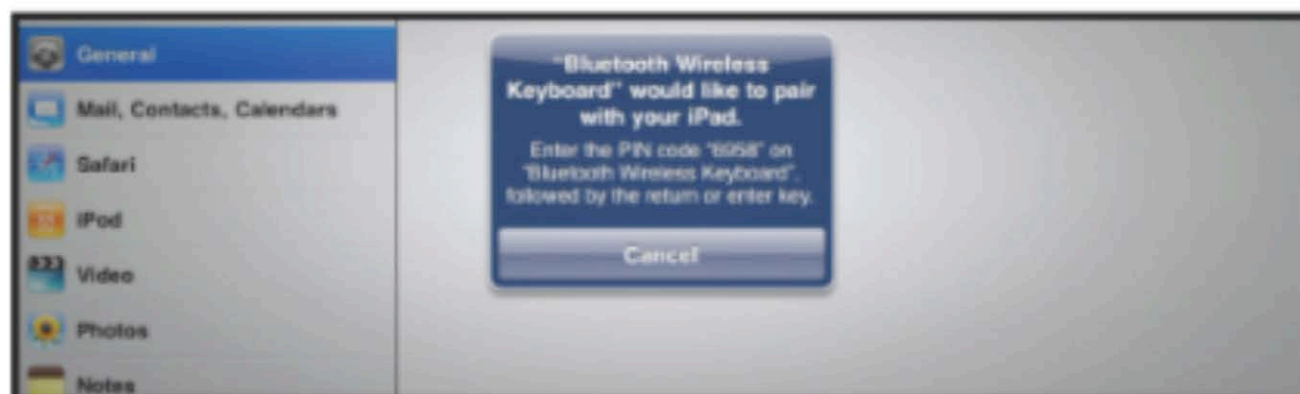 General
Mail, Contacts, Calendars
Safari
iPod
Video
Photos
Notes
"Bluetooth Wireless
Keyboard" would like to pair
with your iPad.
Enter the PIN code "6958" on
"Bluetooth Wireless Keyboard",
followed by the return or enter key.
Cancel